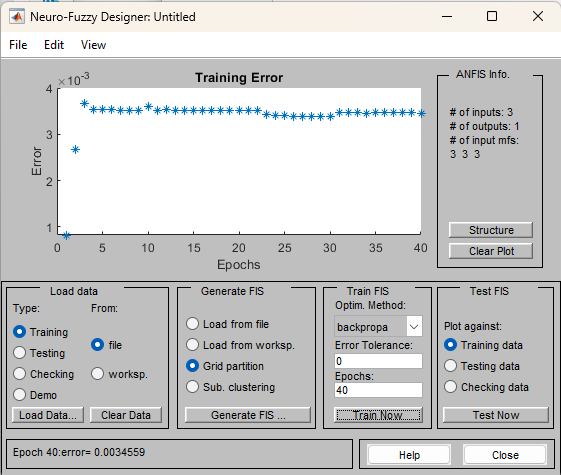 Neuro-Fuzzy Designer: Untitled
File Edit View
Training Error
×10-3
4
3
2
1
Error
0 5 10 15 20 25 30 35 40
Epochs
ANFIS Info.
# of inputs: 3
# of outputs: 1
# of input mfs:
3 3 3
Structure
Clear Plot
Load data
Type: From:
Training
Testing
Checking
Demo
file
worksp.
Load Data... Clear Data
Generate FIS
Load from file
Load from worksp.
Grid partition
Sub. clustering
Generate FIS ...
Train FIS
Optim. Method:
backpropa
Error Tolerance:
0
Epochs:
40
Train Now
Test FIS
Plot against:
Training data
Testing data
Checking data
Test Now
Epoch 40:error= 0.0034559
Help Close